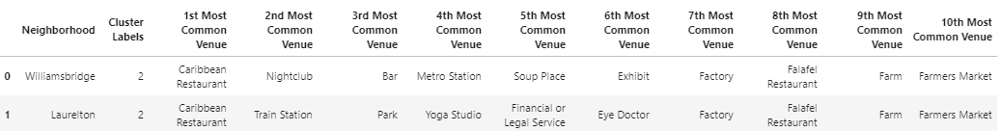 Neighborhood Cluster Labels 1st Most Common Venue 2nd Most Common Venue 3rd Most Common Venue 4th Most Common Venue 5th Most Common Venue 6th Most Common Venue 7th Most Common Venue 8th Most Common Venue 9th Most Common Venue 10th Most Common Venue
0 Williamsbridge 2 Caribbean Restaurant Nightclub Bar Metro Station Soup Place Exhibit Factory Falafel Restaurant Farm Farmers Market
1 Laurelton 2 Caribbean Restaurant Train Station Park Yoga Studio Financial or Legal Service Eye Doctor Factory Falafel Restaurant Farm Farmers Market